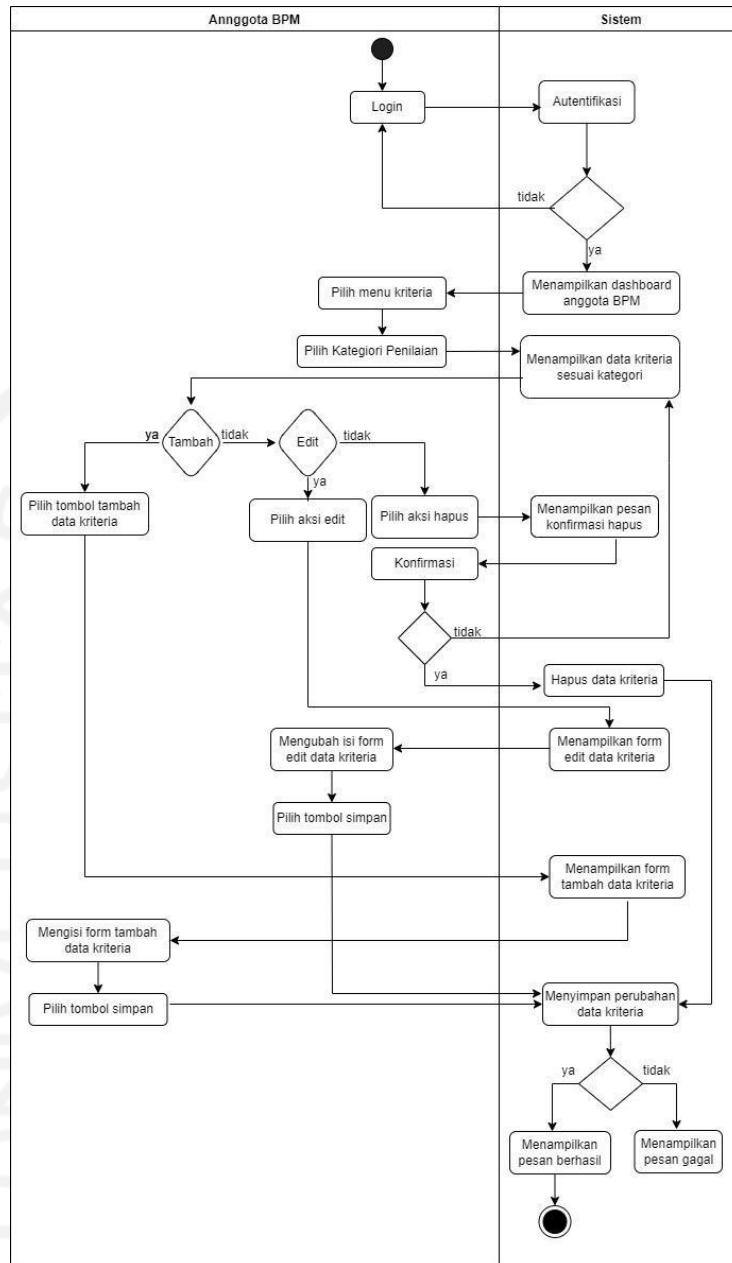 Annggota BPM
Sistem
Login
Autentifikasi
tidak
ya
Menampilkan dashboard
anggota BPM
Pilih menu kriteria
Pilih Kategiori Penilaian
Menampilkan data kriteria
sesuai kategori
ya
Tambah
tidak
Edit
tidak
ya
Pilih tombol tambah
data kriteria
Pilih aksi edit
Pilih aksi hapus
Menampilkan pesan
konfirmasi hapus
Konfirmasi
tidak
ya
Hapus data kriteria
Mengubah isi form
edit data kriteria
Menampilkan form
edit data kriteria
Pilih tombol simpan
Menampilkan form
tambah data kriteria
Mengisi form tambah
data kriteria
Pilih tombol simpan
Menyimpan perubahan
data kriteria
ya
tidak
Menampilkan
pesan berhasil
Menampilkan
pesan gagal